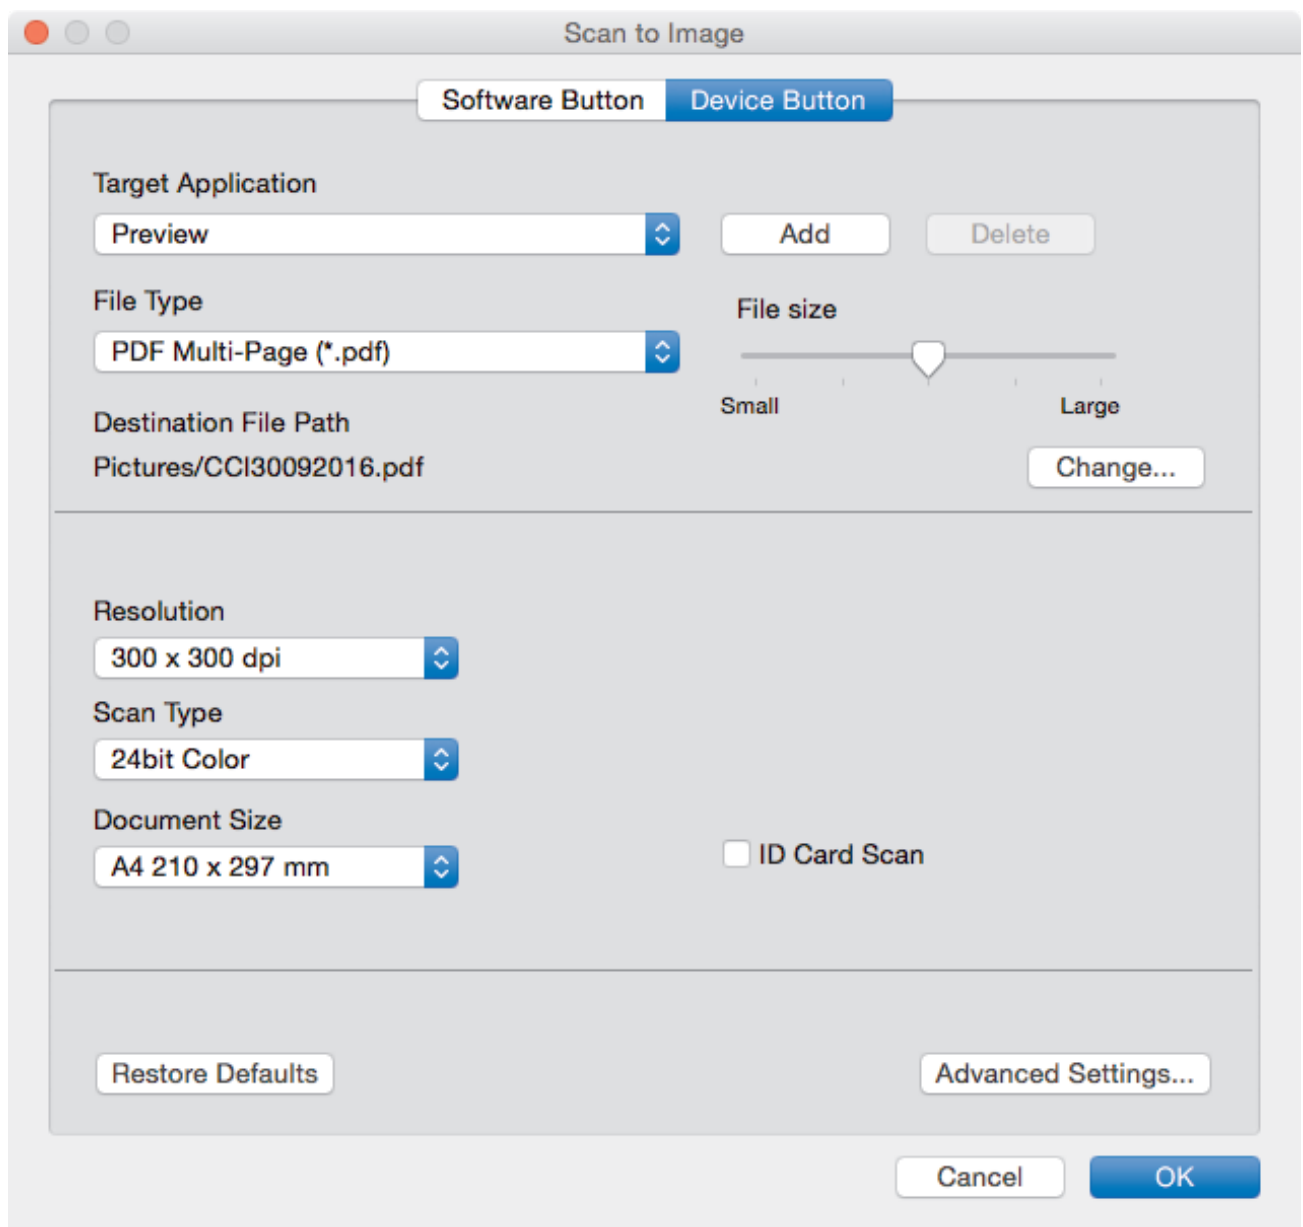 Scan to Image
Software Button
Device Button
Target Application
Preview
Add
Delete
File Type
File size
PDF Multi-Page (*.pdf)
Small
Large
Destination File Path
Pictures/CCI30092016.pdf
Change...
Resolution
300 x 300 dpi
Scan Type
24bit Color
Document Size
A4 210 x 297 mm
ID Card Scan
Restore Defaults
Advanced Settings...
Cancel
OK